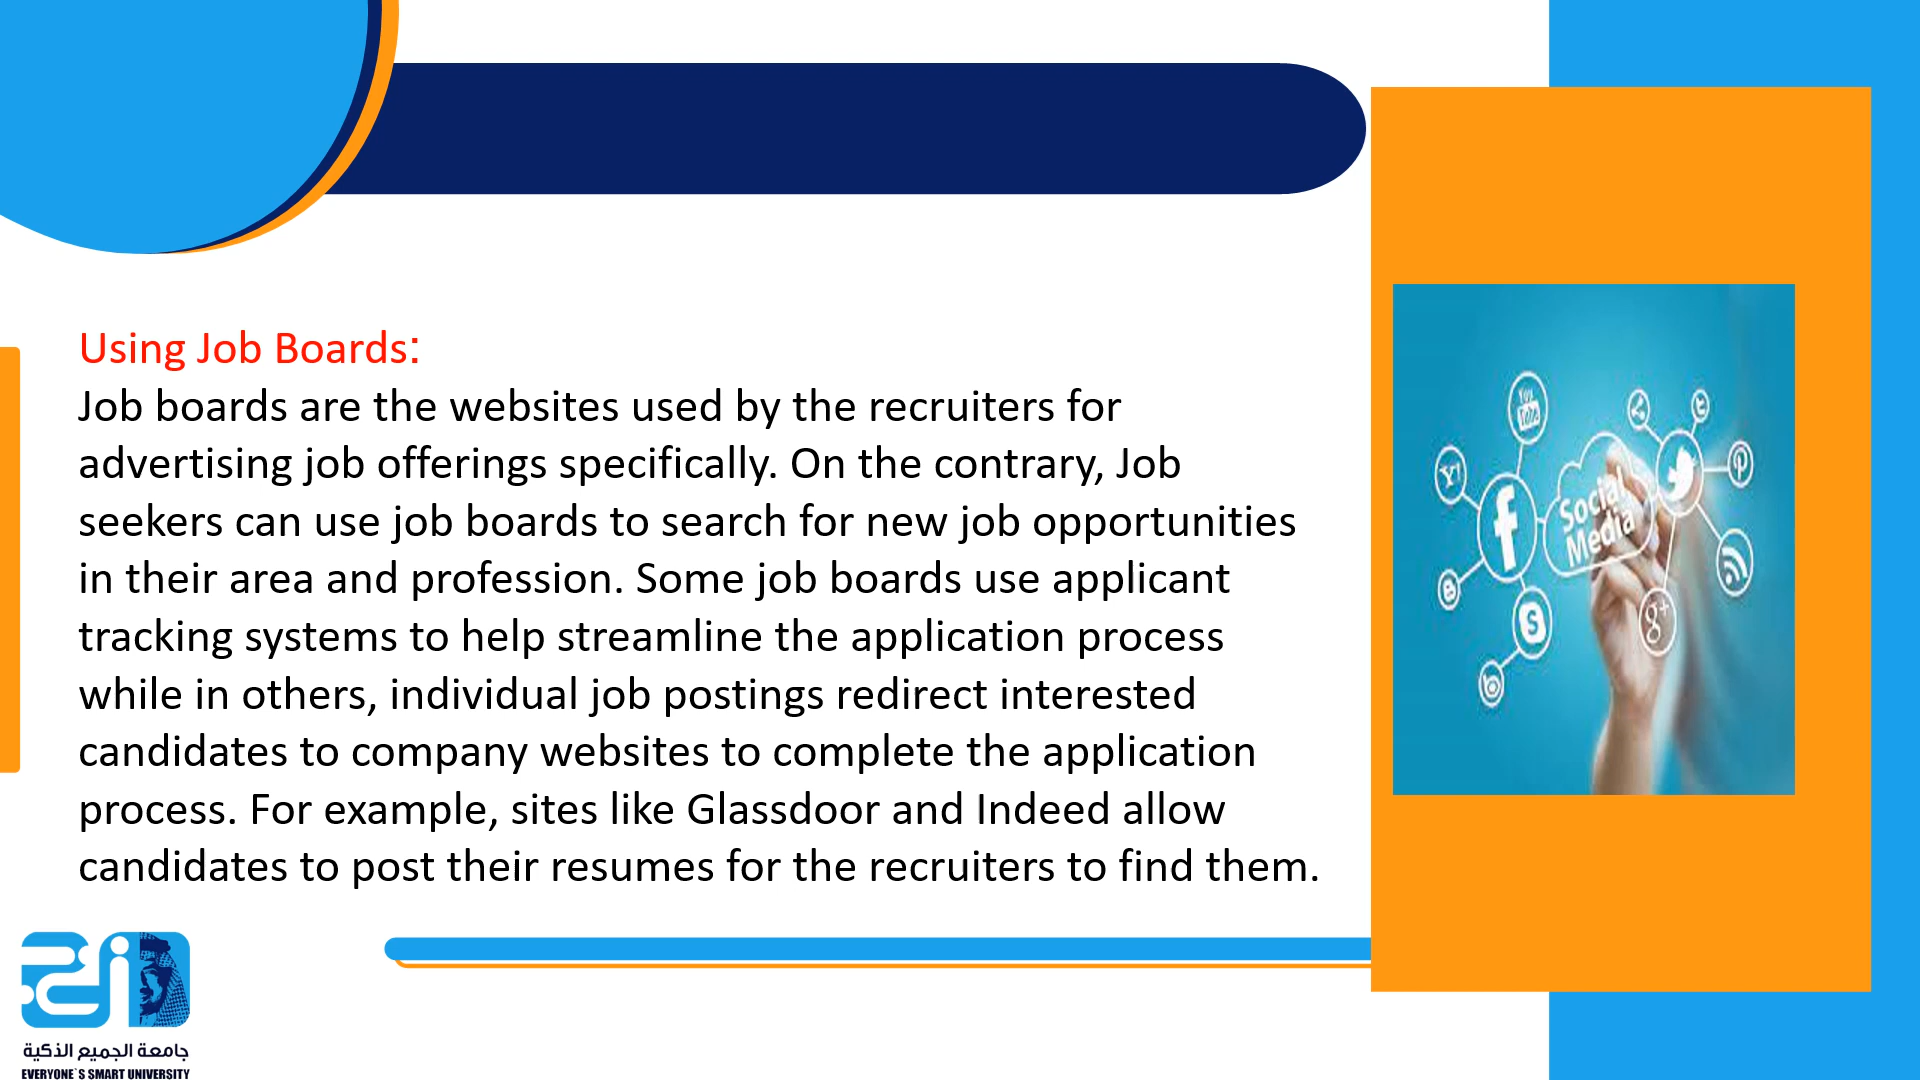 Using Job Boards:
Job boards are the websites used by the recruiters for
advertising job offerings specifically. On the contrary, Job
seekers can use job boards to search for new job opportunities
in their area and profession. Some job boards use applicant
tracking systems to help streamline the application process
while in others, individual job postings redirect interested
candidates to company websites to complete the application
process. For example, sites like Glassdoor and Indeed allow
candidates to post their resumes for the recruiters to find them.
You
Tube
Y!
f
Social
Media
S
g+
جامعة الجميع الذكية
EVERYONE`S SMART UNIVERSITY